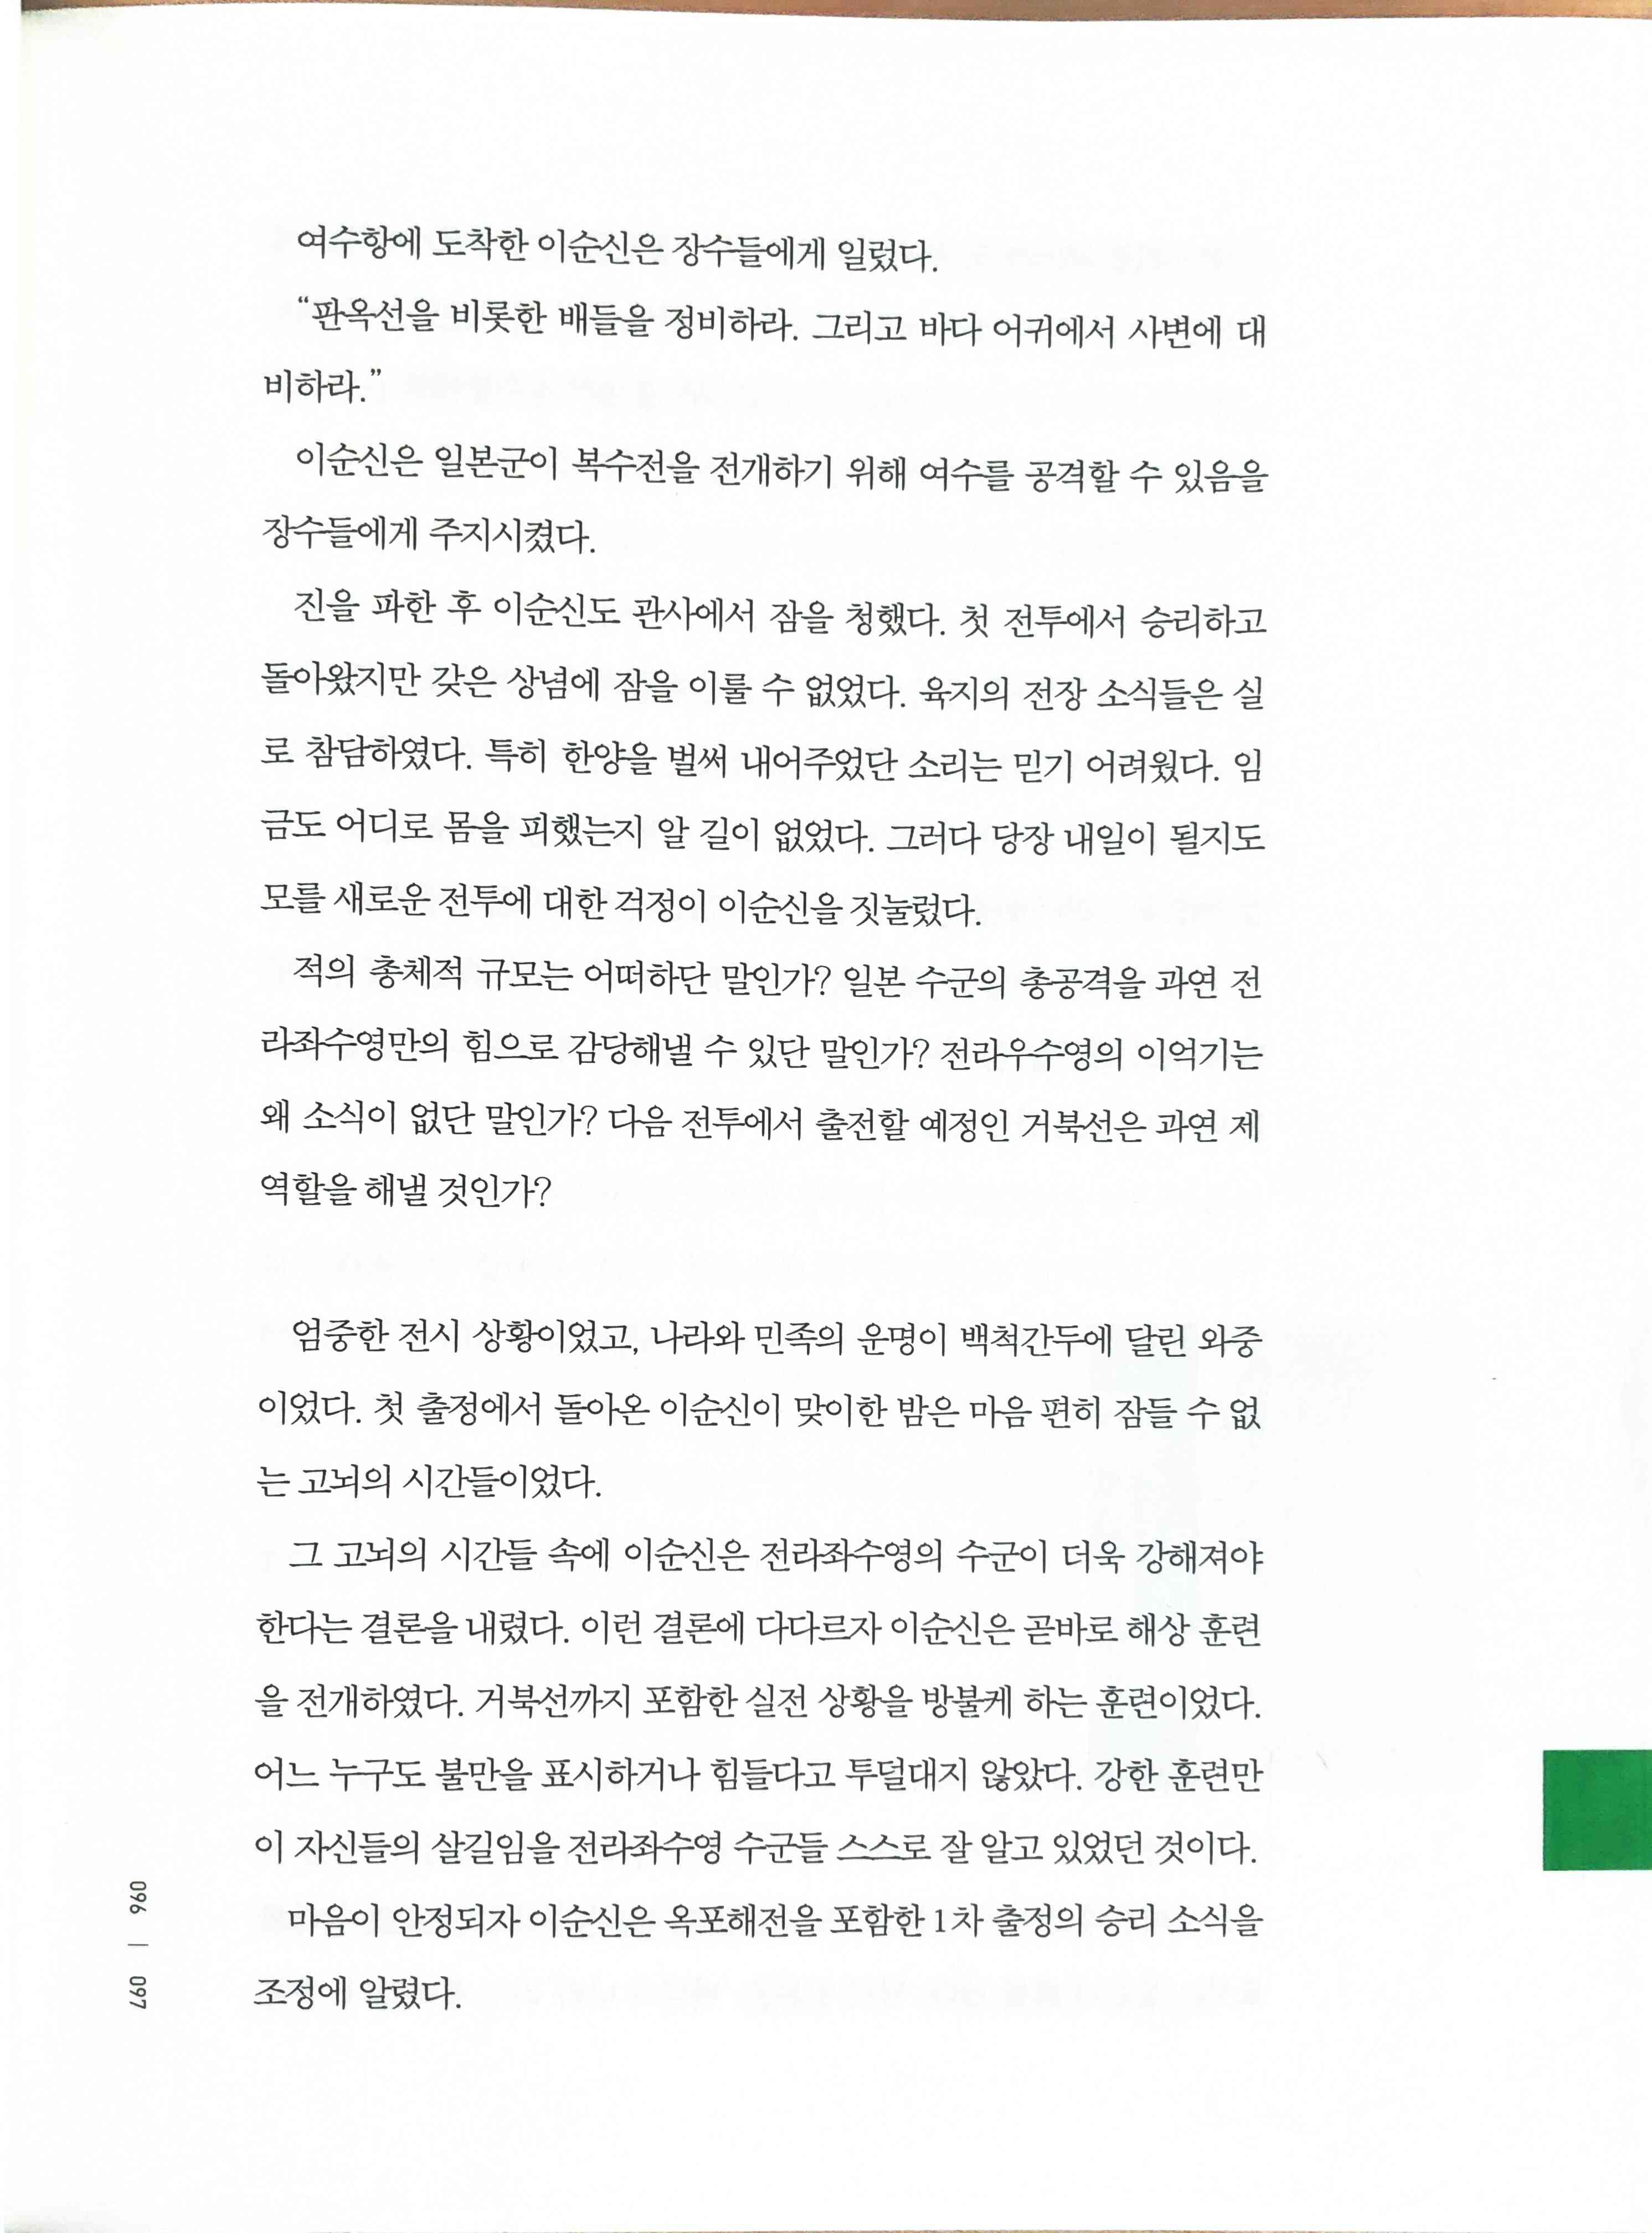 여수항에 도착한 이순신은 장수들에게 일렀다.
“판옥선을 비롯한 배들을 정비하라. 그리고 바다 어귀에서 사변에 대
비하라.”
이순신은 일본군이 복수전을 전개하기 위해 여수를 공격할 수 있음을
장수들에게 주지시켰다.
진을 파한 후 이순신도 관사에서 잠을 청했다. 첫 전투에서 승리하고
돌아왔지만 갖은 상념에 잠을 이룰 수 없었다. 육지의 전장 소식들은 실
로 참담하였다. 특히 한양을 벌써 내어주었단 소리는 믿기 어려웠다. 임
금도 어디로 몸을 피했는지 알 길이 없었다. 그러다 당장 내일이 될지도
모를 새로운 전투에 대한 걱정이 이순신을 짓눌렀다.
적의 총체적 규모는 어떠하단 말인가? 일본 수군의 총공격을 과연 전
라좌수영만의 힘으로 감당해낼 수 있단 말인가? 전라우수영의 이억기는
왜 소식이 없단 말인가? 다음 전투에서 출전할 예정인 거북선은 과연 제
역할을 해낼 것인가?
엄중한 전시 상황이었고, 나라와 민족의 운명이 백척간두에 달린 와중
이었다. 첫 출정에서 돌아온 이순신이 맞이한 밤은 마음 편히 잠들 수 없
는 고뇌의 시간들이었다.
그 고뇌의 시간들 속에 이순신은 전라좌수영의 수군이 더욱 강해져야
한다는 결론을 내렸다. 이런 결론에 다다르자 이순신은 곧바로 해상 훈련
을 전개하였다. 거북선까지 포함한 실전 상황을 방불케 하는 훈련이었다.
어느 누구도 불만을 표시하거나 힘들다고 투덜대지 않았다. 강한 훈련만
이 자신들의 살길임을 전라좌수영 수군들 스스로 잘 알고 있었던 것이다.
마음이 안정되자 이순신은 옥포해전을 포함한 1차 출정의 승리 소식을
조정에 알렸다.
096 | 097